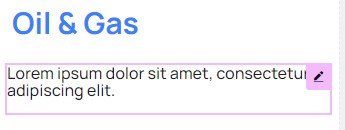 Oil & Gas
Lorem ipsum dolor sit amet, consectetur
adipiscing elit.